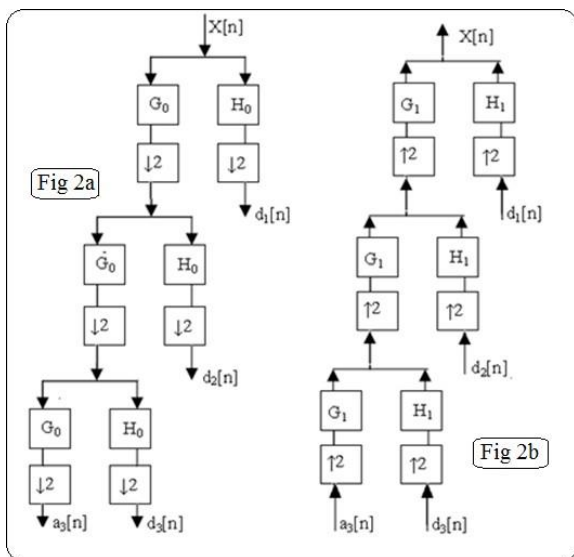 X[n] X[n]
G₀ H₀ G₁ H₁
↓2 ↓2 ↑2 ↑2
Fig 2a
d₁[n] d₁[n]
Ġ₀ H₀ G₁ H₁
↓2 ↓2 ↑2 ↑2
d₂[n] d₂[n]
G₀ H₀ G₁ H₁
Fig 2b
↓2 ↓2 ↑2 ↑2
a₃[n] d₃[n] a₃[n] d₃[n]